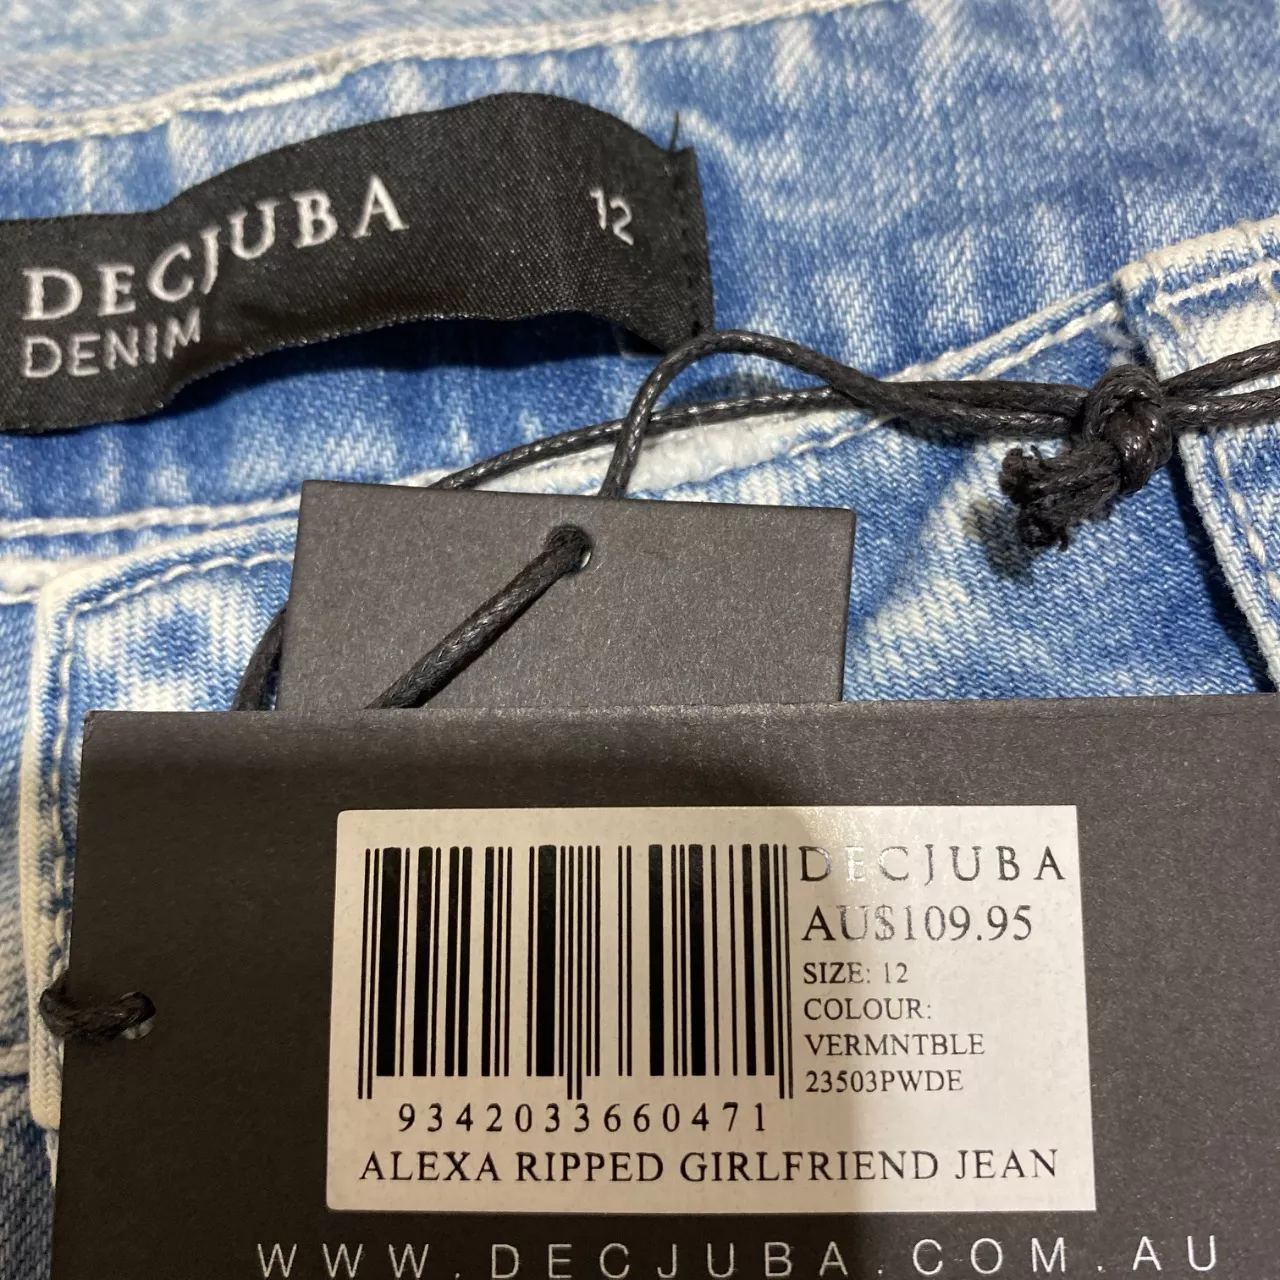 DECJUBA
DENIM
12
DECJUBA
AU$109.95
SIZE: 12
COLOUR:
VERMNTBLE
23503PWDE
9342033660471
ALEXA RIPPED GIRLFRIEND JEAN
WWW.DECJUBA.COM.AU